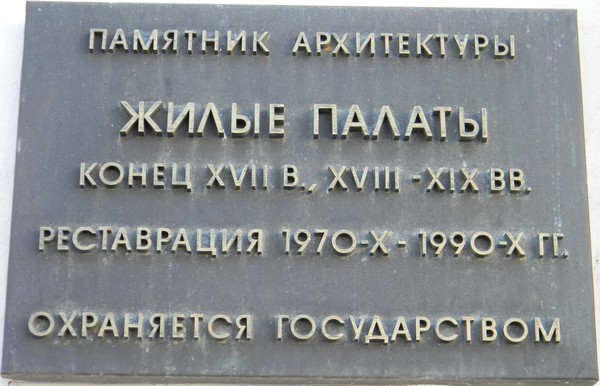 ПАМЯТНИК АРХИТЕКТУРЫ
ЖИЛЫЕ ПАЛАТЫ
КОНЕЦ XVII В., XVIII-XIX ВВ.
РЕСТАВРАЦИЯ 1970-Х - 1990-Х ГГ.
ОХРАНЯЕТСЯ ГОСУДАРСТВОМ